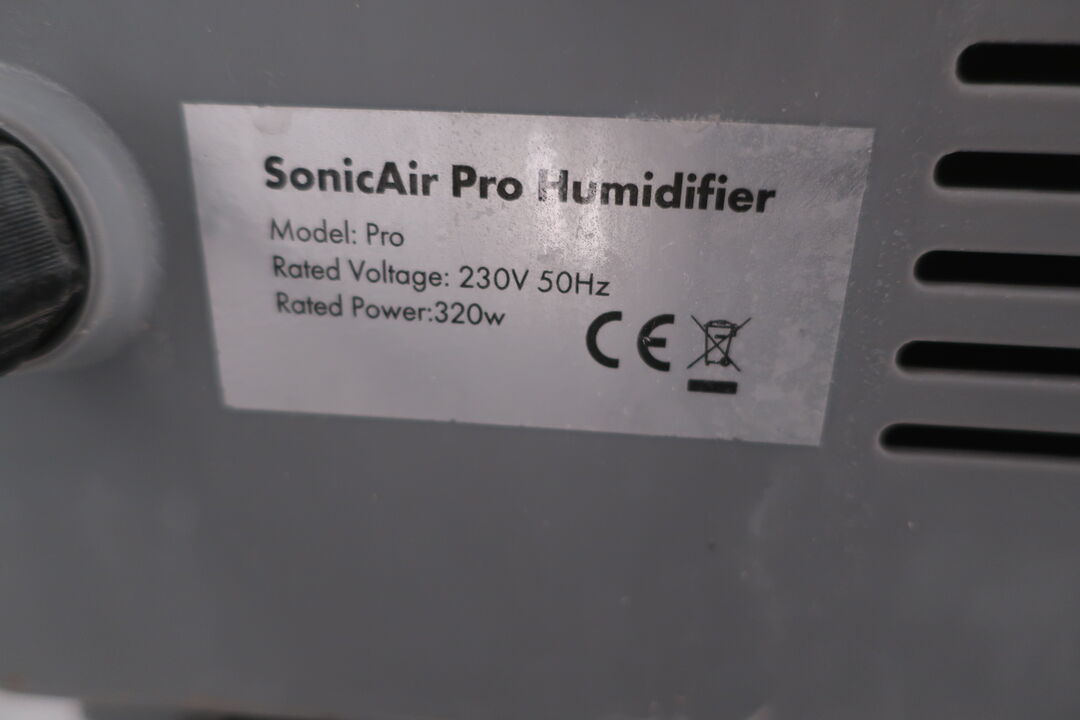 SonicAir Pro Humidifier
Model: Pro
Rated Voltage: 230V 50Hz
Rated Power:320w
CE